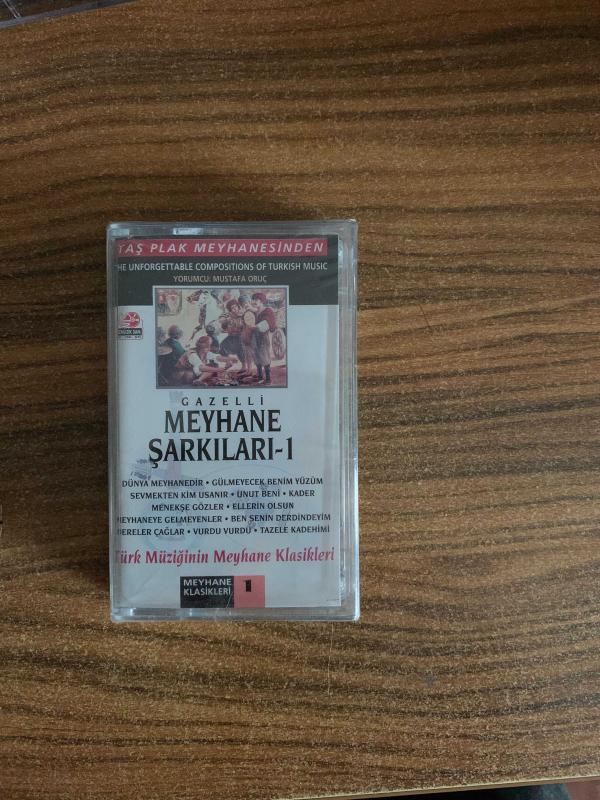 TAŞ PLAK MEYHANESİNDEN
THE UNFORGETTABLE COMPOSITIONS OF TURKISH MUSIC
YORUMCU: MUSTAFA ORUÇ
GAZELLİ
MEYHANE
ŞARKILARI-1
DÜNYA MEYHANEDİR • GÜLMEYECEK BENİM YÜZÜM
SEVMEKTEN KİM USANIR • UNUT BENİ • KADER
MENEKŞE GÖZLER • ELLERİN OLSUN
MEYHANEYE GELMEYENLER • BEN SENİN DERDİNDEYİM
DERELER ÇAĞLAR • VURDU VURDU • TAZELE KADEHİMİ
Türk Müziğinin Meyhane Klasikleri
MEYHANE
KLASİKLERİ 1